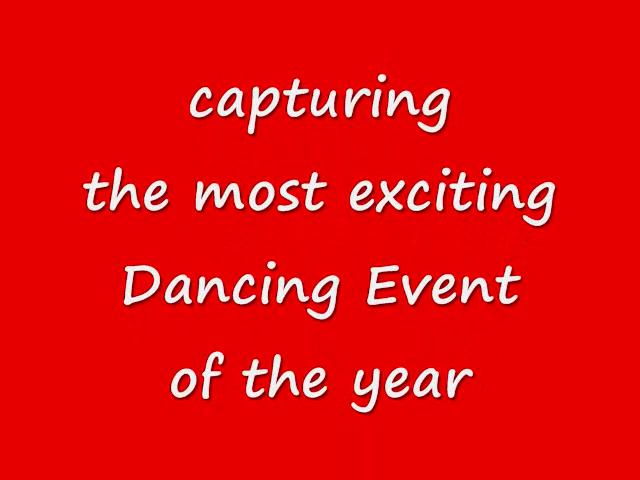 capturing
the most exciting
Dancing Event
of the year